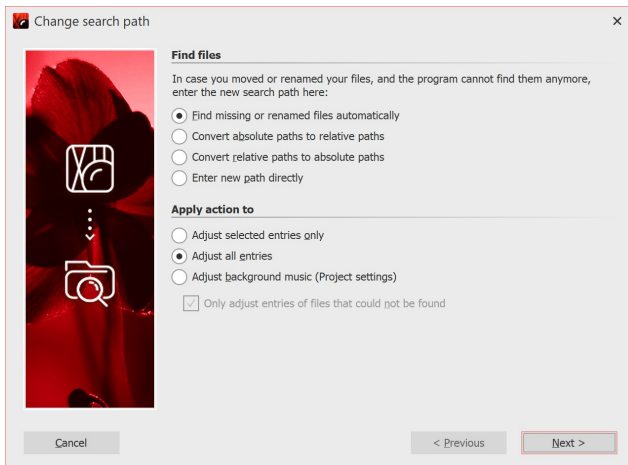 Change search path
Find files
In case you moved or renamed your files, and the program cannot find them anymore,
enter the new search path here:
Find missing or renamed files automatically
Convert absolute paths to relative paths
Convert relative paths to absolute paths
Enter new path directly
Apply action to
Adjust selected entries only
Adjust all entries
Adjust background music (Project settings)
Only adjust entries of files that could not be found
Cancel
< Previous
Next >